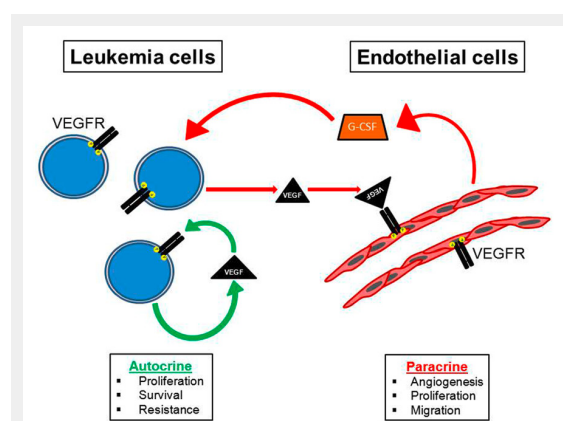 Leukemia cells
Endothelial cells
VEGFR
G-CSF
VEGF
VEGF
VEGF
VEGFR
Autocrine
▪ Proliferation
▪ Survival
▪ Resistance
Paracrine
▪ Angiogenesis
▪ Proliferation
▪ Migration